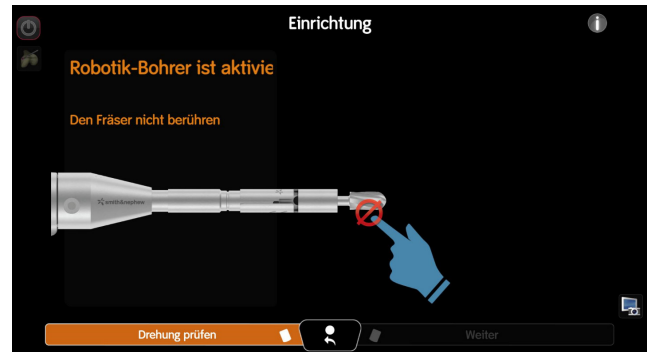 Einrichtung
Robotik-Bohrer ist aktivie
Den Fräser nicht berühren
smith&nephew
Drehung prüfen
Weiter